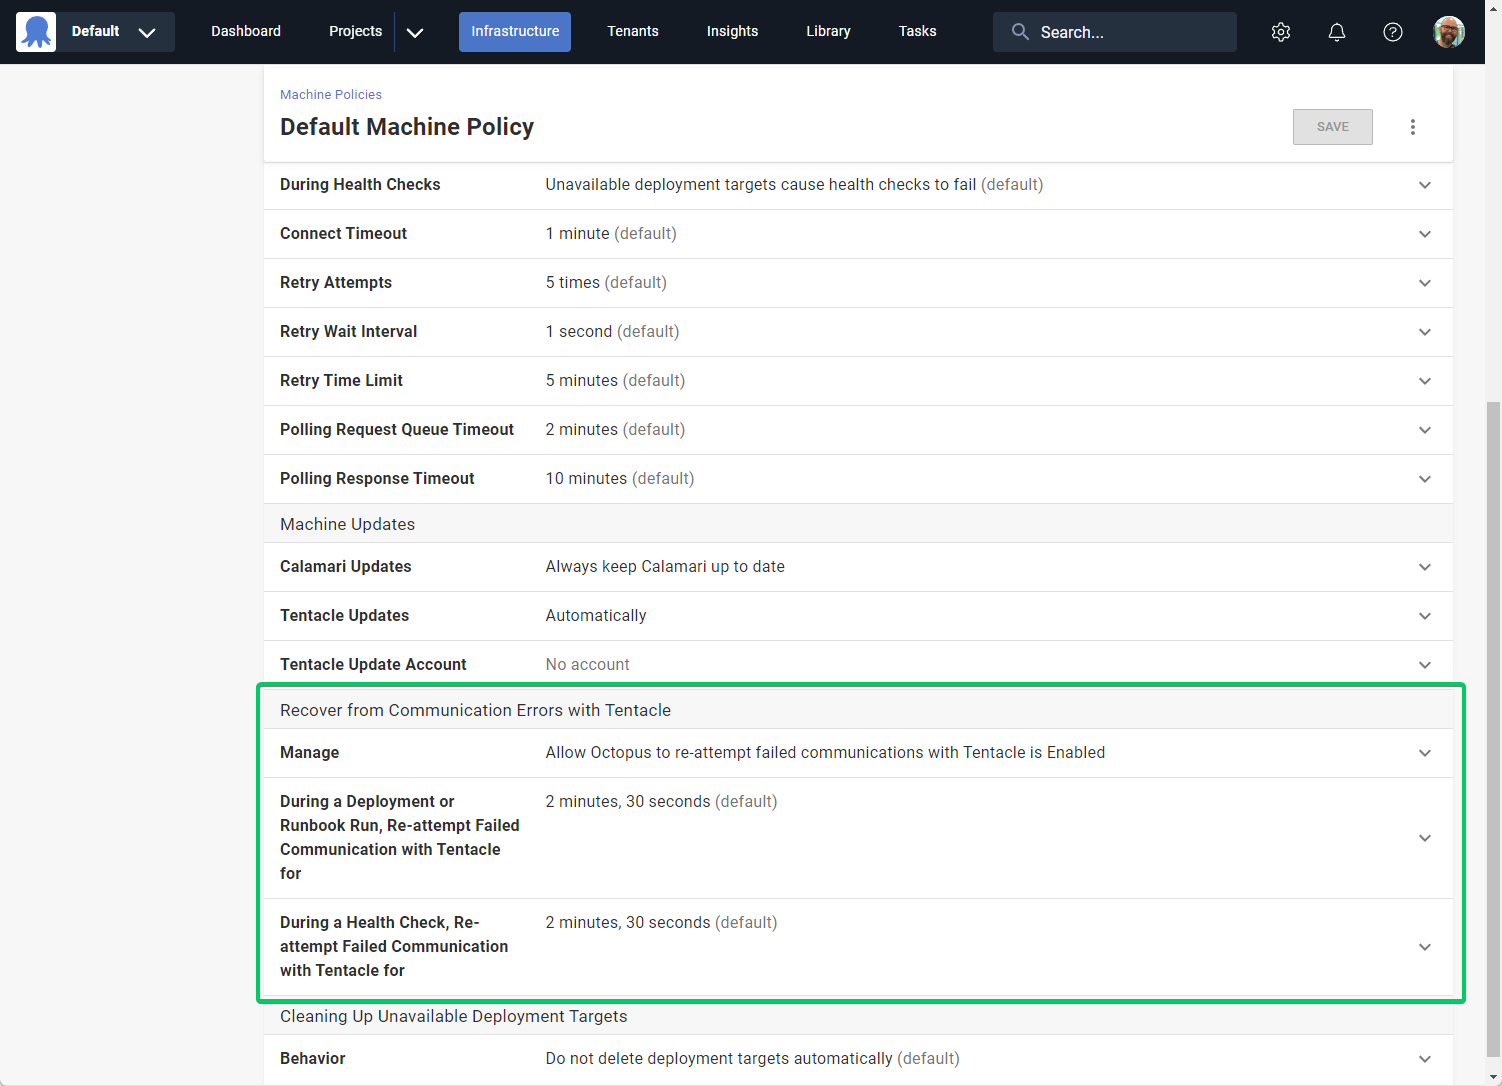 Default
Dashboard
Projects
Infrastructure
Tenants
Insights
Library
Tasks
Search...
Machine Policies
Default Machine Policy
SAVE
During Health Checks
Unavailable deployment targets cause health checks to fail (default)
Connect Timeout
1 minute (default)
Retry Attempts
5 times (default)
Retry Wait Interval
1 second (default)
Retry Time Limit
5 minutes (default)
Polling Request Queue Timeout
2 minutes (default)
Polling Response Timeout
10 minutes (default)
Machine Updates
Calamari Updates
Always keep Calamari up to date
Tentacle Updates
Automatically
Tentacle Update Account
No account
Recover from Communication Errors with Tentacle
Manage
Allow Octopus to re-attempt failed communications with Tentacle is Enabled
During a Deployment or
Runbook Run, Re-attempt Failed
Communication with Tentacle
for
2 minutes, 30 seconds (default)
During a Health Check, Re-
attempt Failed Communication
with Tentacle for
2 minutes, 30 seconds (default)
Cleaning Up Unavailable Deployment Targets
Behavior
Do not delete deployment targets automatically (default)